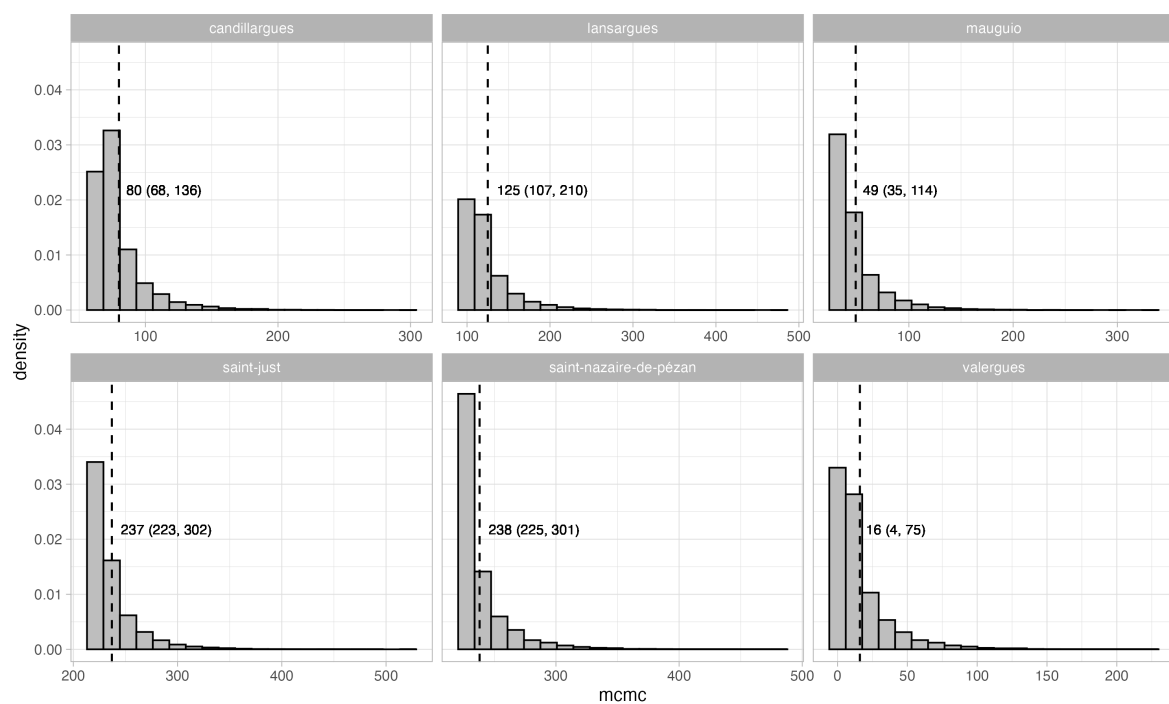 candillargues lansargues mauguio
0.04
0.03
0.02
0.01
0.00
80 (68, 136) 125 (107, 210) 49 (35, 114)
100 200 300 100 200 300 400 500 100 200 300
density
saint-just saint-nazaire-de-pézan valergues
0.04
0.03
0.02
0.01
0.00
237 (223, 302) 238 (225, 301) 16 (4, 75)
200 300 400 500 300 400 500 0 50 100 150 200
mcmc